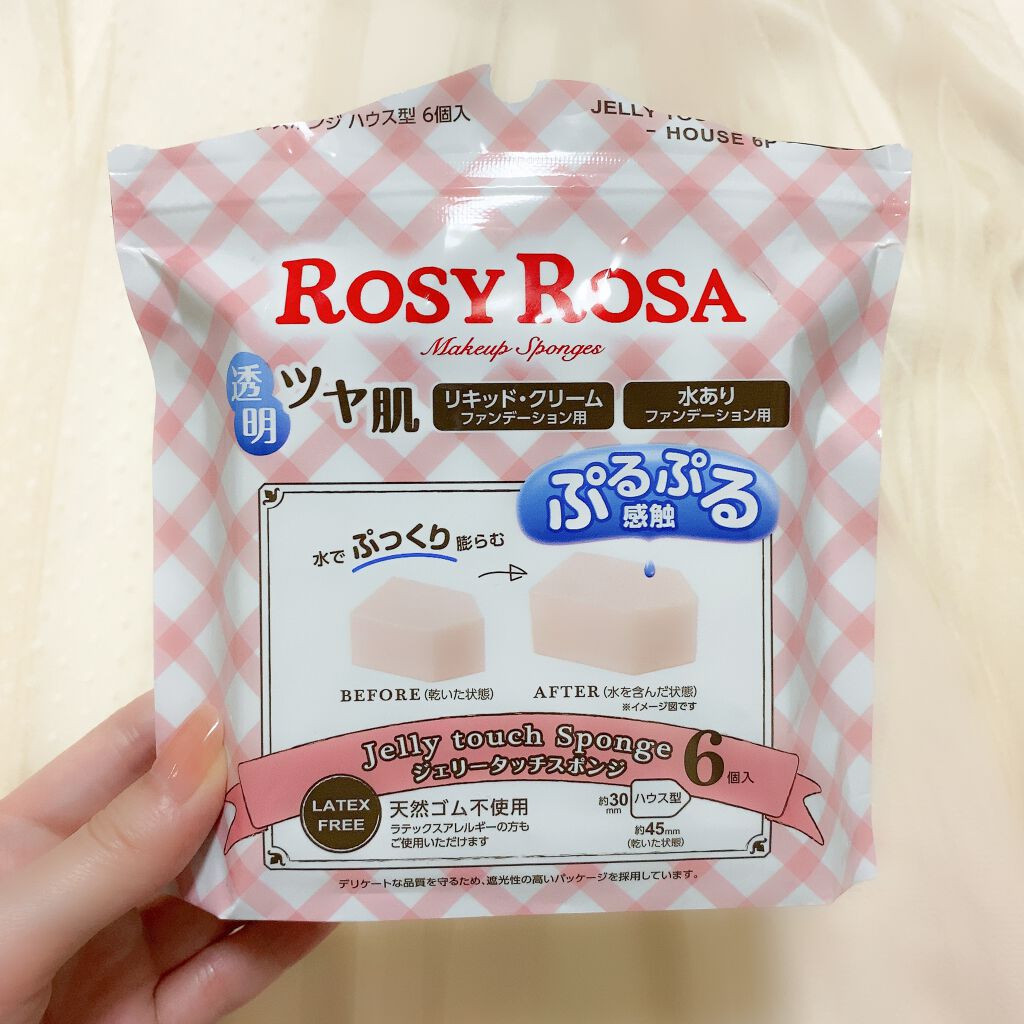 スポンジ ハウス型 6個入
JELLY
- HOUSE 6P
ROSY ROSA
Makeup Sponges
透明
ツヤ肌
リキッド・クリーム
ファンデーション用
水あり
ファンデーション用
ぷるぷる
感触
水で ぷっくり 膨らむ
BEFORE (乾いた状態)
AFTER (水を含んだ状態)
※イメージ図です
Jelly touch Sponge
ジェリータッチスポンジ
6個入
LATEX
FREE
天然ゴム不使用
ラテックスアレルギーの方も
ご使用いただけます
約30mm
ハウス型
約45mm
(乾いた状態)
デリケートな品質を守るため、遮光性の高いパッケージを採用しています。